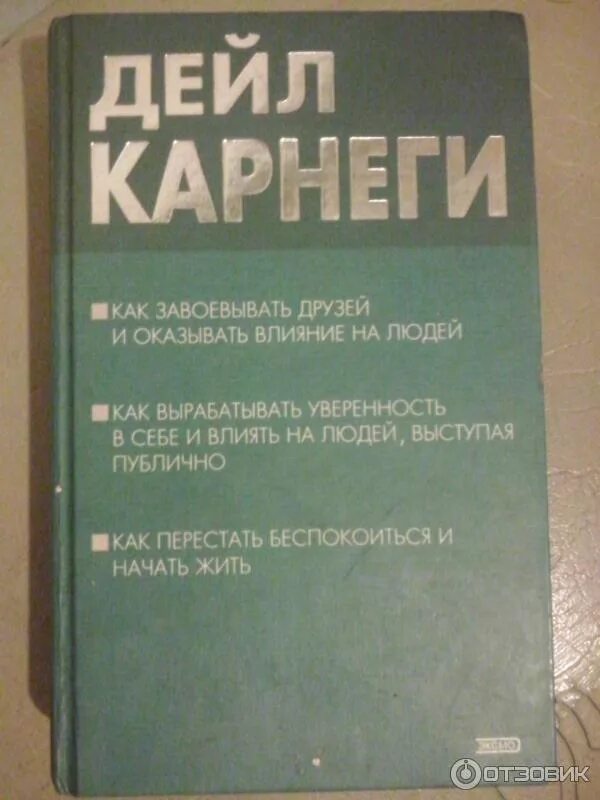 ДЕЙЛ
КАРНЕГИ
КАК ЗАВОЕВЫВАТЬ ДРУЗЕЙ
И ОКАЗЫВАТЬ ВЛИЯНИЕ НА ЛЮДЕЙ
КАК ВЫРАБАТЫВАТЬ УВЕРЕННОСТЬ
В СЕБЕ И ВЛИЯТЬ НА ЛЮДЕЙ, ВЫСТУПАЯ
ПУБЛИЧНО
КАК ПЕРЕСТАТЬ БЕСПОКОИТЬСЯ И
НАЧАТЬ ЖИТЬ
ЭКСМО
ОТЗОВИК